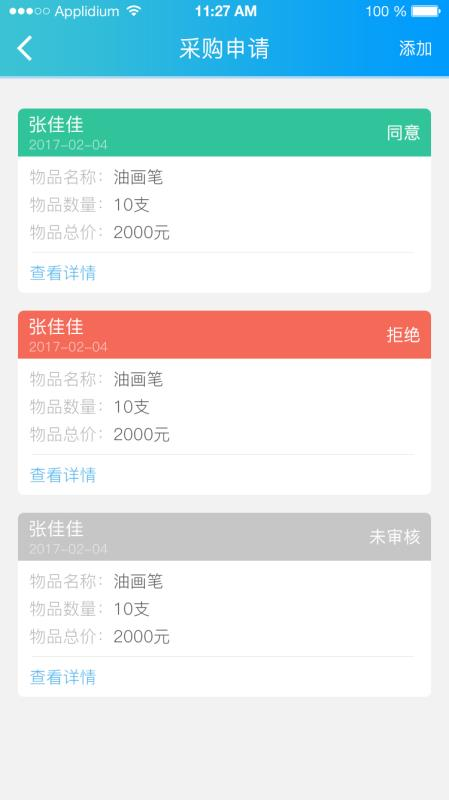 Applidium 11:27 AM 100 %
采购申请 添加
张佳佳
2017-02-04
同意
物品名称：油画笔
物品数量：10支
物品总价：2000元
查看详情
张佳佳
2017-02-04
拒绝
物品名称：油画笔
物品数量：10支
物品总价：2000元
查看详情
张佳佳
2017-02-04
未审核
物品名称：油画笔
物品数量：10支
物品总价：2000元
查看详情